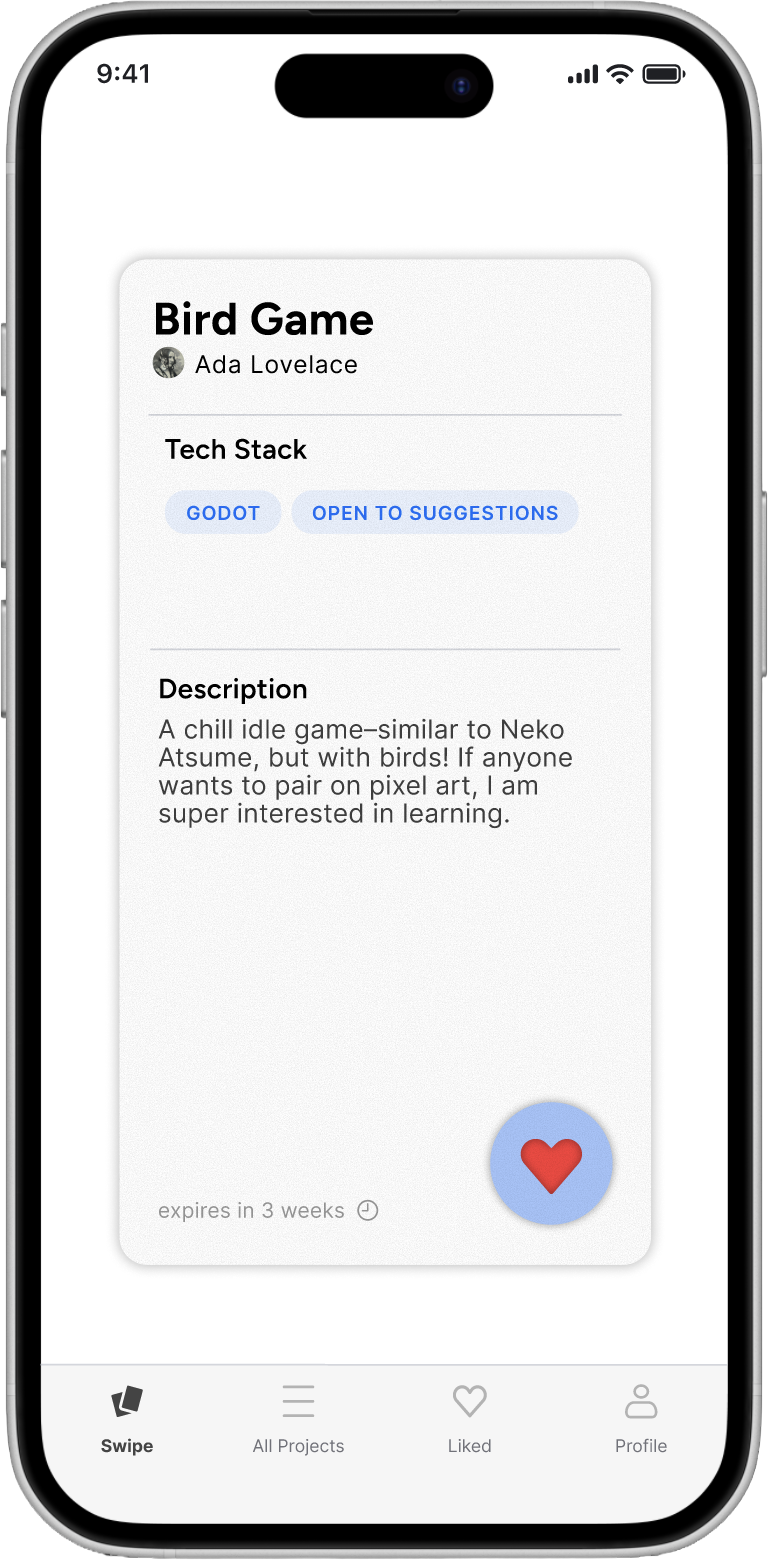 9:41
Bird Game
Ada Lovelace
Tech Stack
GODOT
OPEN TO SUGGESTIONS
Description
A chill idle game–similar to Neko
Atsume, but with birds! If anyone
wants to pair on pixel art, I am
super interested in learning.
expires in 3 weeks
Swipe
All Projects
Liked
Profile